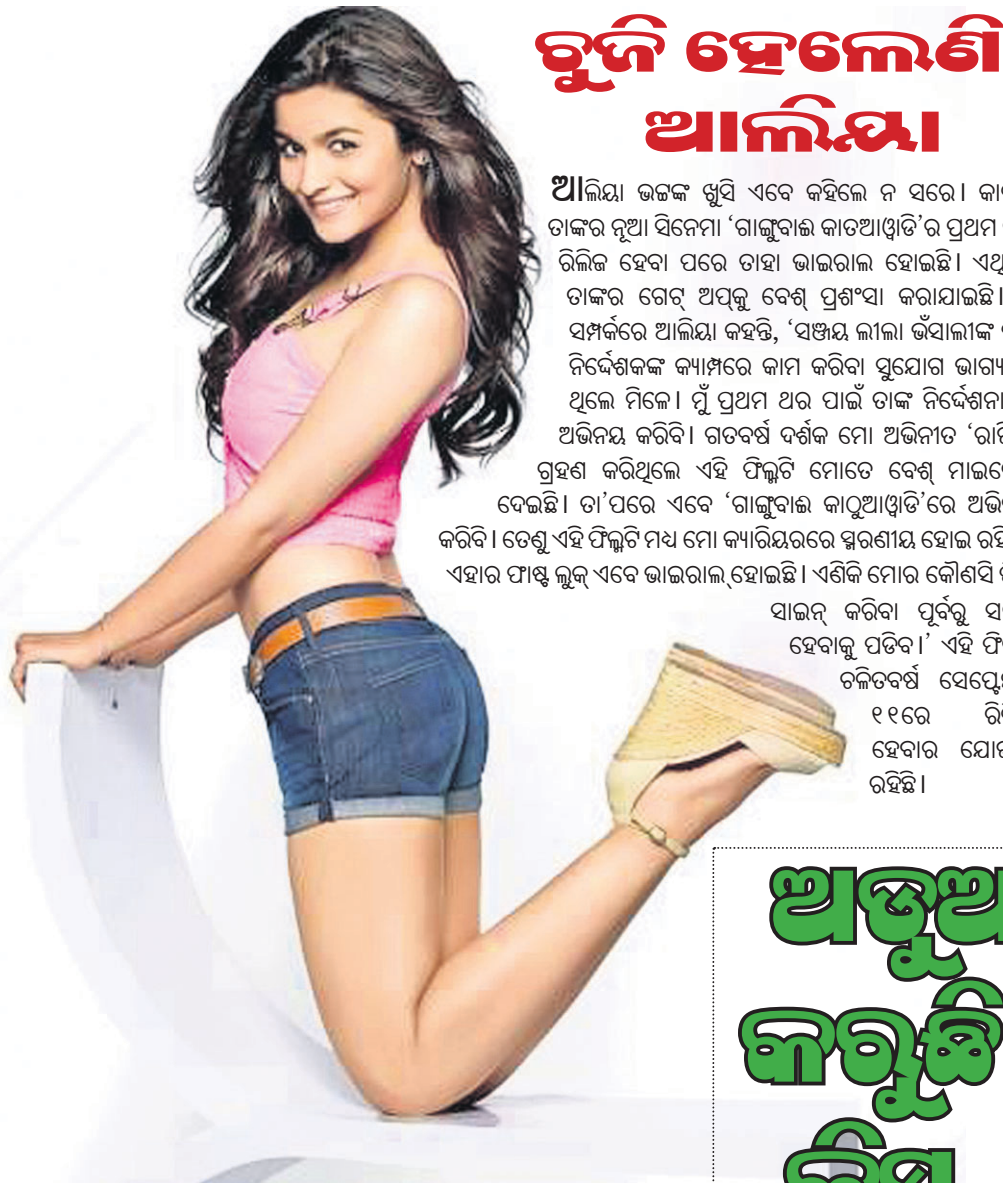 ବୁଜି ହେଲେଣି
ଆଲିୟା
ଆଲିୟା ଭଟ୍ଟଙ୍କ ଖୁସି ଏବେ କହିଲେ ନ ସରେ।
ତାଙ୍କର ନୂଆ ସିନେମା ‘ଗାଙ୍ଗୁବାଈ କାଠଆୱାଡି’ର ପ୍ରଥମ
ରିଲିଜ ହେବା ପରେ ତାହା ଭାଇରାଲ ହୋଇଛି।
ତାଙ୍କର ଗେଟ୍ ଅପ୍‌କୁ ବେଶ୍ ପ୍ରଶଂସା କରାଯାଇଛି।
ସମ୍ପର୍କରେ ଆଲିୟା କହନ୍ତି, ‘ସଞ୍ଜୟ ଲୀଲା ଭଁସାଲୀଙ୍କ
ନିର୍ଦ୍ଦେଶକଙ୍କ କ୍ୟାମ୍ପରେ କାମ କରିବା ସୁଯୋଗ
ଥିଲେ ମିଳେ। ମୁଁ ପ୍ରଥମ ଥର ପାଇଁ ତାଙ୍କ
ଅଭିନୟ କରିବି। ଗତବର୍ଷ ଦର୍ଶକ ମୋ ଅଭିନୀତ
ଗ୍ରହଣ କରିଥିଲେ ଏହି ଫିଲ୍ମଟି ମୋତେ ବେଶ୍
ଦେଇଛି। ତା’ପରେ ଏବେ ‘ଗାଙ୍ଗୁବାଈ କାଠୁଆୱାଡି’ରେ
କରିବି। ତେଣୁ ଏହି ଫିଲ୍ମଟି ମଧ୍ୟ ମୋ କ୍ୟାରିୟରରେ ସ୍ମରଣୀୟ ହୋଇ
ଏହାର ଫାଷ୍ଟ ଲୁକ୍ ଏବେ ଭାଇରାଲ୍ ହୋଇଛି। ଏଣିକି ମୋର କୌଣସି
ସାଇନ୍ କରିବା ପୂର୍ବରୁ
ହେବାକୁ ପଡିବ।’ ଏହି
ଚଳିତବର୍ଷ
୧୧ରେ
ହେବାର
ରହିଛି।
କରୁଛି